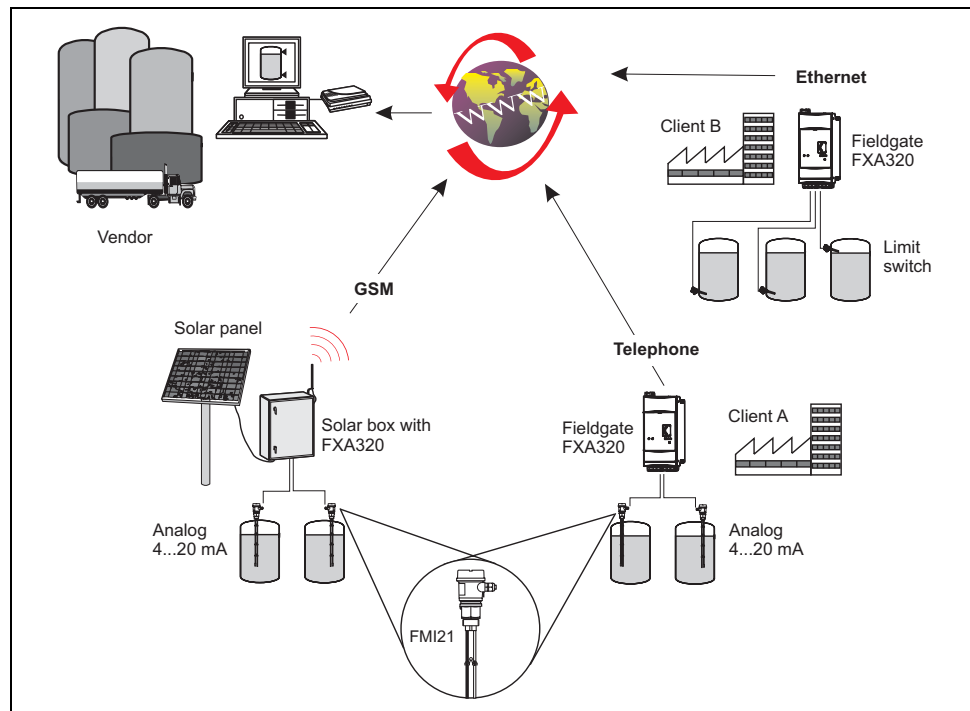 Ethernet
Client B
Fieldgate
FXA320
WWW
Vendor
Limit
switch
GSM
Solar panel
Telephone
Solar box with
FXA320
Fieldgate
FXA320
Client A
Analog
4...20 mA
Analog
4...20 mA
FMI21